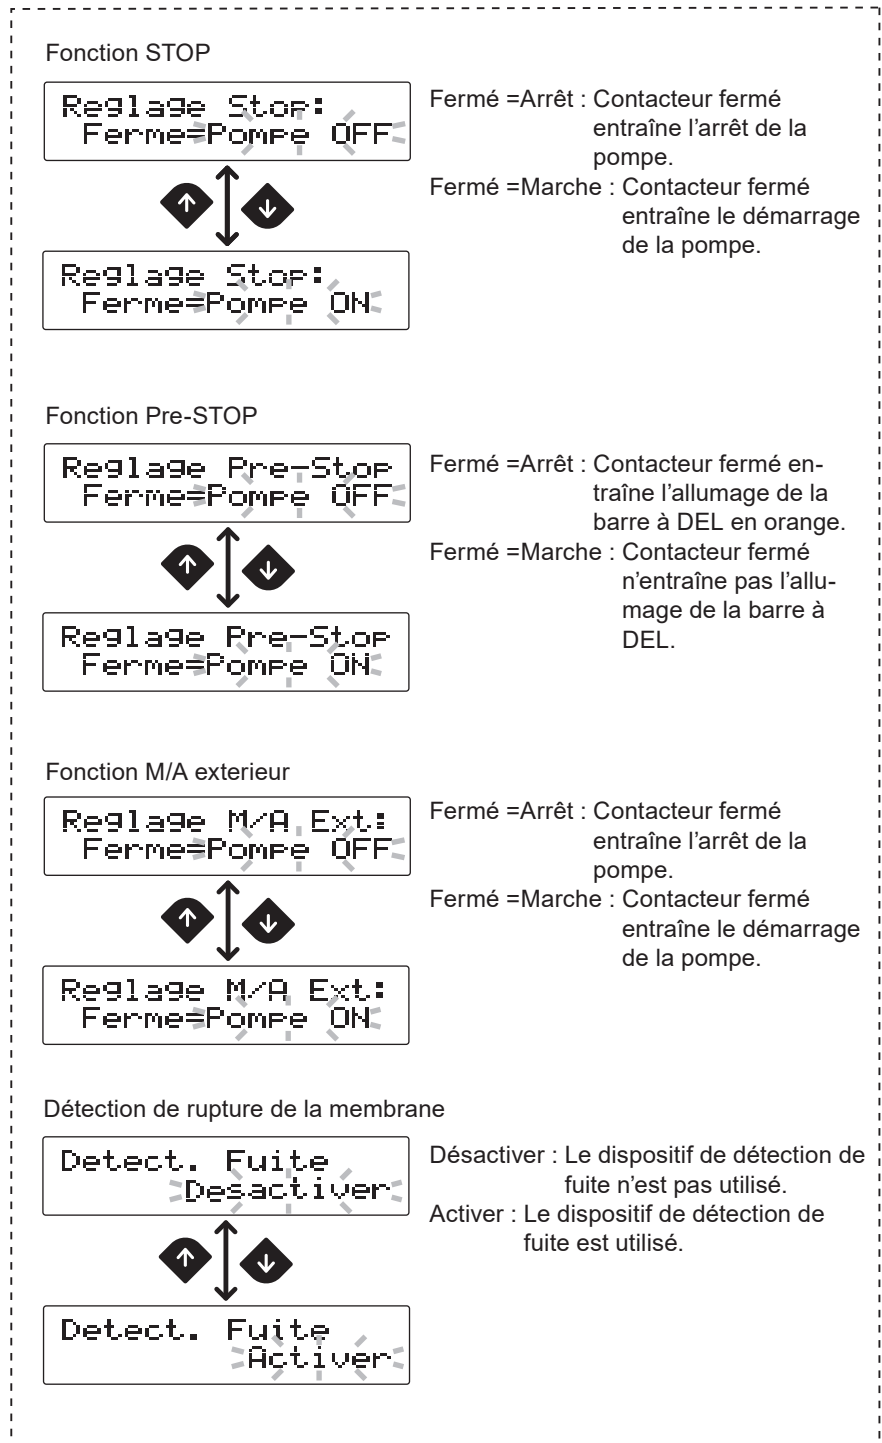 Fonction STOP
Reglage Stop:
Ferme=Pompe OFF
Reglage Stop:
Ferme=Pompe ON
Fermé =Arrêt : Contacteur fermé
entraîne l'arrêt de la
pompe.
Fermé =Marche : Contacteur fermé
entraîne le démarrage
de la pompe.
Fonction Pre-STOP
Reglage Pre-Stop
Ferme=Pompe OFF
Reglage Pre-Stop
Ferme=Pompe ON
Fermé =Arrêt : Contacteur fermé en-
traîne l'allumage de la
barre à DEL en orange.
Fermé =Marche : Contacteur fermé
n'entraîne pas l'allu-
mage de la barre à
DEL.
Fonction M/A exterieur
Reglage M/A Ext:
Ferme=Pompe OFF
Reglage M/A Ext:
Ferme=Pompe ON
Fermé =Arrêt : Contacteur fermé
entraîne l'arrêt de la
pompe.
Fermé =Marche : Contacteur fermé
entraîne le démarrage
de la pompe.
Détection de rupture de la membrane
Detect. Fuite
Desactiver
Detect. Fuite
Activer
Désactiver : Le dispositif de détection de
fuite n'est pas utilisé.
Activer : Le dispositif de détection de
fuite est utilisé.